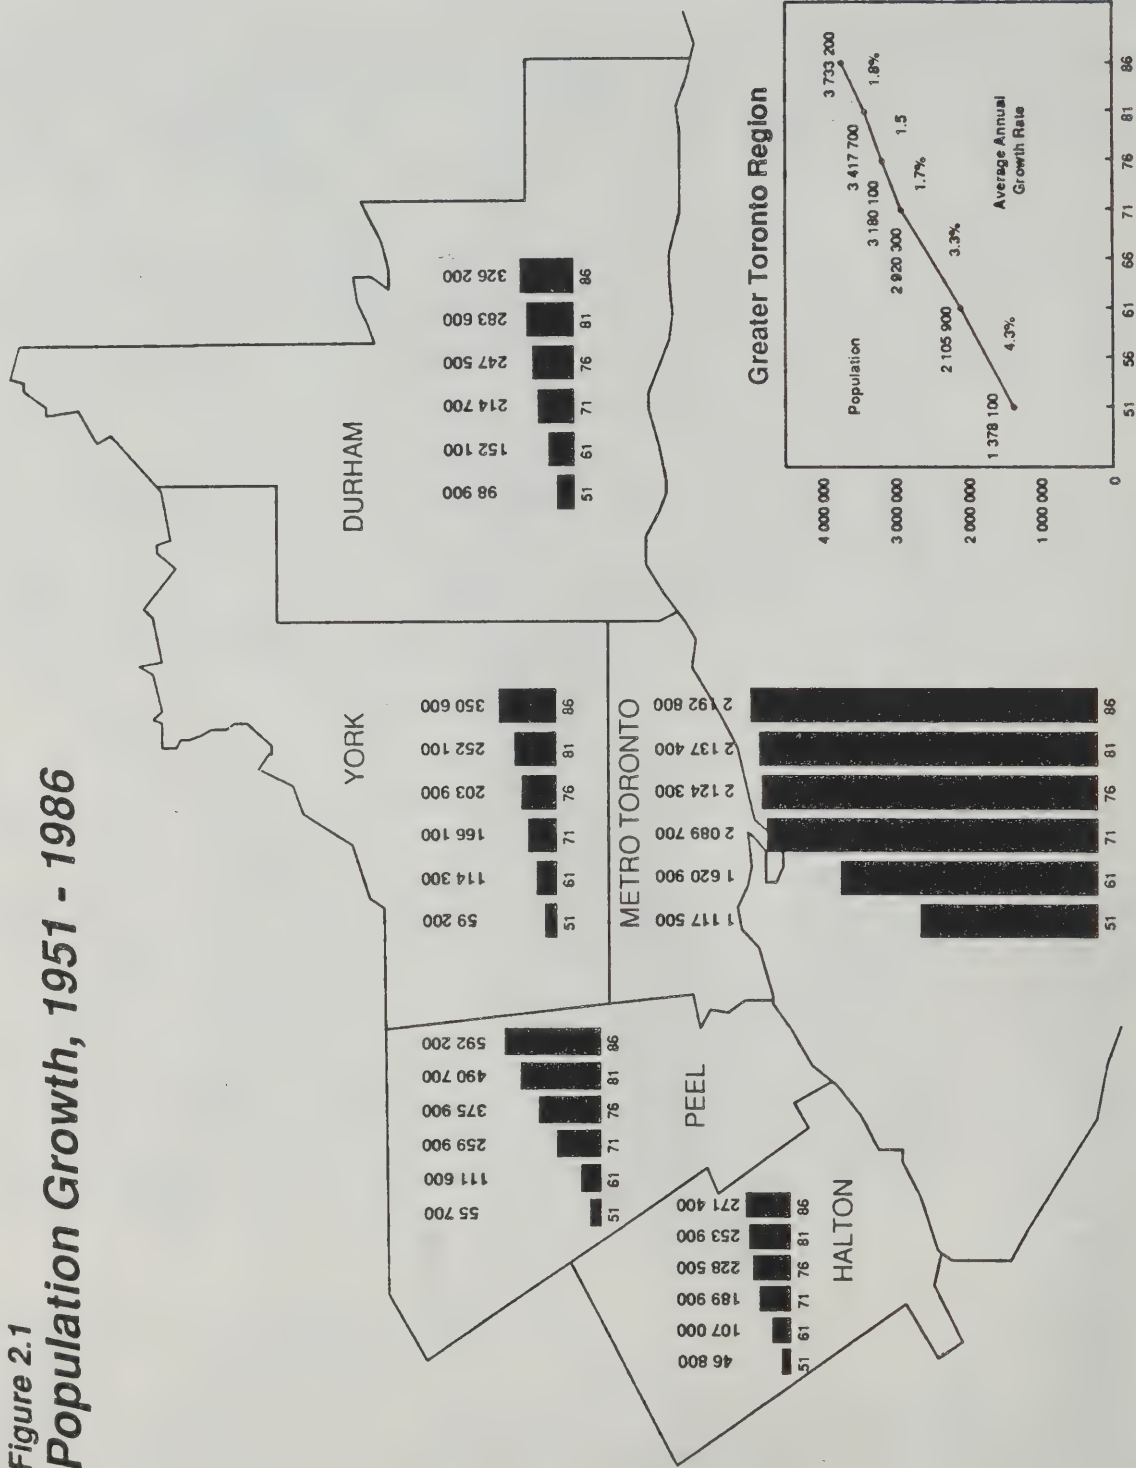 Figure 2.1
Population Growth, 1951 - 1986
YORK
59 200
114 300
166 100
203 900
252 100
350 600
51
61
71
76
81
86
DURHAM
98 900
152 100
214 700
247 500
283 600
326 200
51
61
71
76
81
86
PEEL
55 700
111 600
259 900
375 900
490 700
592 200
51
61
71
76
81
86
METRO TORONTO
1 117 500
1 620 900
2 089 700
2 124 300
2 137 400
2 192 800
51
61
71
76
81
86
HALTON
46 800
107 000
189 900
228 500
253 900
271 400
51
61
71
76
81
86
Greater Toronto Region
4 000 000
3 000 000
2 000 000
1 000 000
0
Population
1 378 100
2 105 900
2 920 300
3 180 100
3 417 700
3 733 200
4.3%
3.3%
1.7%
1.5
1.8%
Average Annual
Growth Rate
51
56
61
66
71
76
81
86